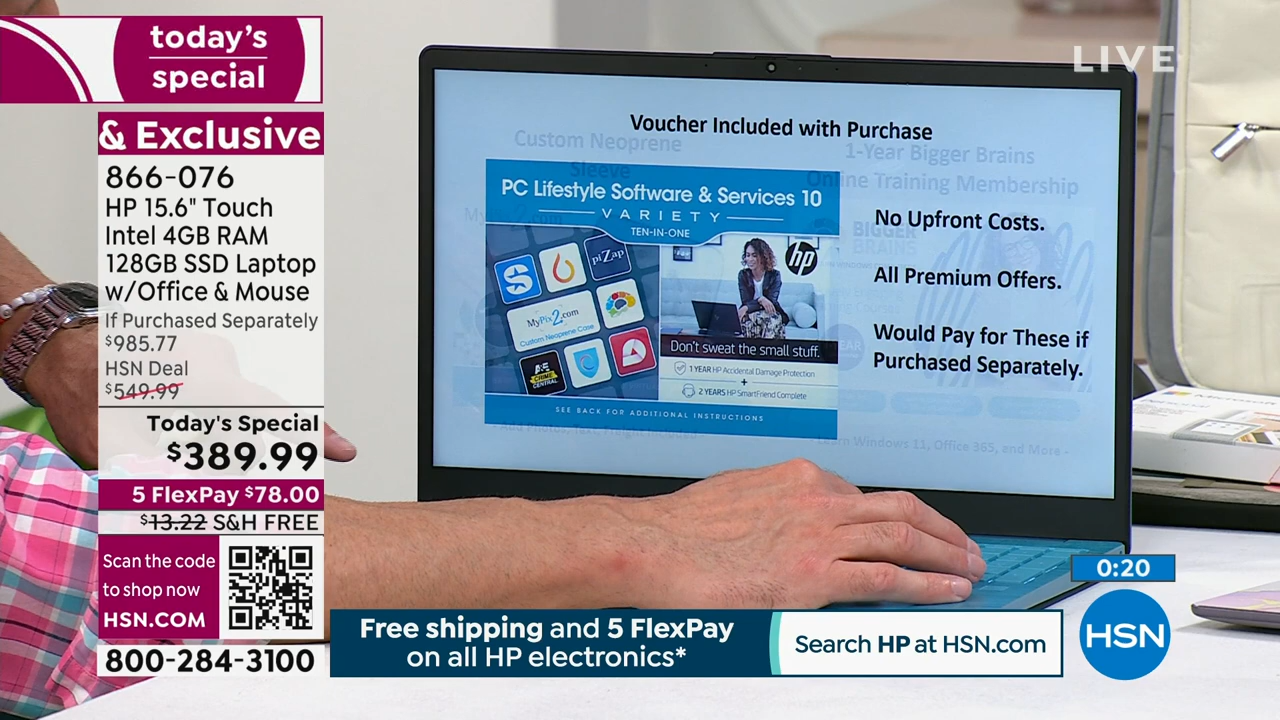 today's
special
& Exclusive
866-076
HP 15.6" Touch
Intel 4GB RAM
128GB SSD Laptop
w/Office & Mouse
If Purchased Separately
$985.77
HSN Deal
$549.99
Today's Special
$389.99
5 FlexPay $78.00
$13.22 S&H FREE
Scan the code
to shop now
HSN.COM
800-284-3100
LIVE
Voucher Included with Purchase
Custom Neoprene
Sleeve
1-Year Bigger Brains
Online Training Membership
PC Lifestyle Software & Services 10
VARIETY
TEN-IN-ONE
piZap
MyPix2.com
Custom Neoprene Case
A&E
CRIME
CENTRAL
hp
Don't sweat the small stuff.
1 YEAR HP Accidental Damage Protection
+
2 YEARS HP SmartFriend Complete
SEE BACK FOR ADDITIONAL INSTRUCTIONS
BIGGER
BRAINS
No Upfront Costs.
All Premium Offers.
Would Pay for These if
Purchased Separately.
- Learn Windows 11, Office 365, and More -
Microsoft
0:20
HSN
Free shipping and 5 FlexPay
on all HP electronics*
Search HP at HSN.com